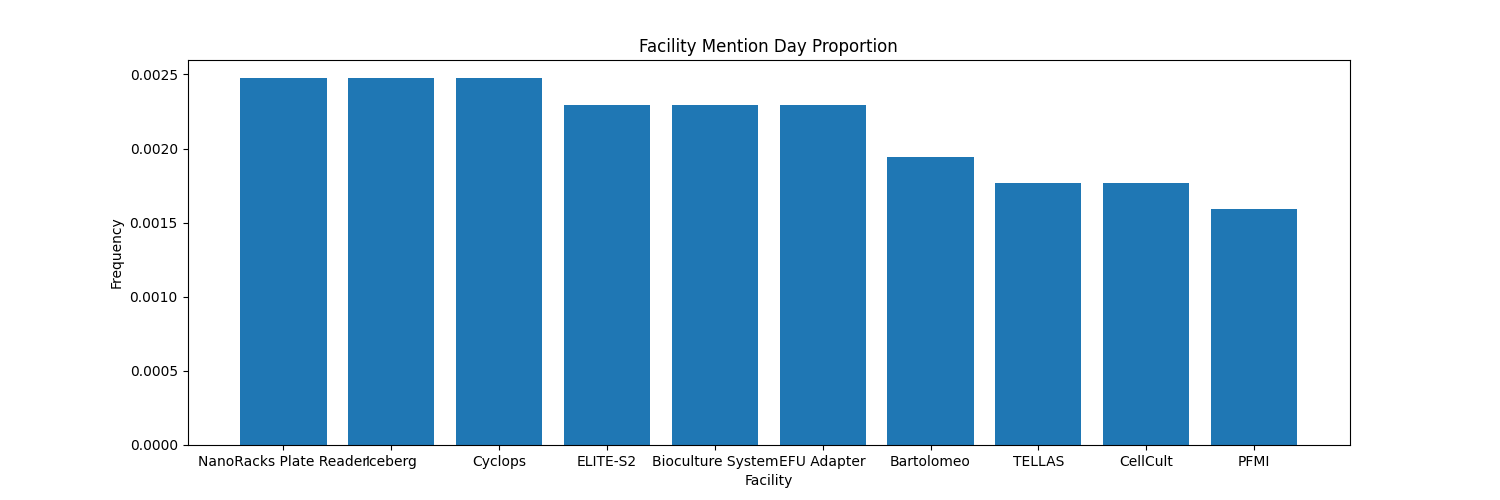 Facility Mention Day Proportion
Frequency
0.0025
0.0020
0.0015
0.0010
0.0005
0.0000
NanoRacks Plate Reader Iceberg Cyclops ELITE-S2 Bioculture System EFU Adapter Bartolomeo TELLAS CellCult PFMI
Facility